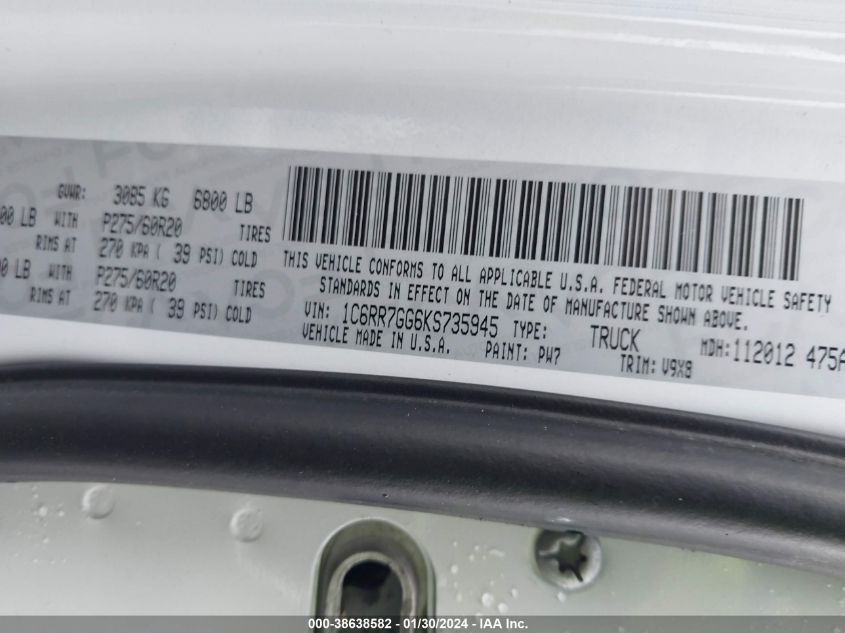 GVWR: 3085 KG 6800 LB
00 LB WITH P275/60R20 TIRES
RIMS AT 270 KPA ( 39 PSI) COLD
00 LB WITH P275/60R20 TIRES
RIMS AT 270 KPA ( 39 PSI) COLD
THIS VEHICLE CONFORMS TO ALL APPLICABLE U.S.A. FEDERAL MOTOR VEHICLE SAFETY
STANDARDS IN EFFECT ON THE DATE OF MANUFACTURE SHOWN ABOVE.
VIN: 1C6RR7GG6KS735945 TYPE: TRUCK MDH:112012 475A
VEHICLE MADE IN U.S.A. PAINT: PW7 TRIM: V9X8
000-38638582 - 01/30/2024 - IAA Inc.